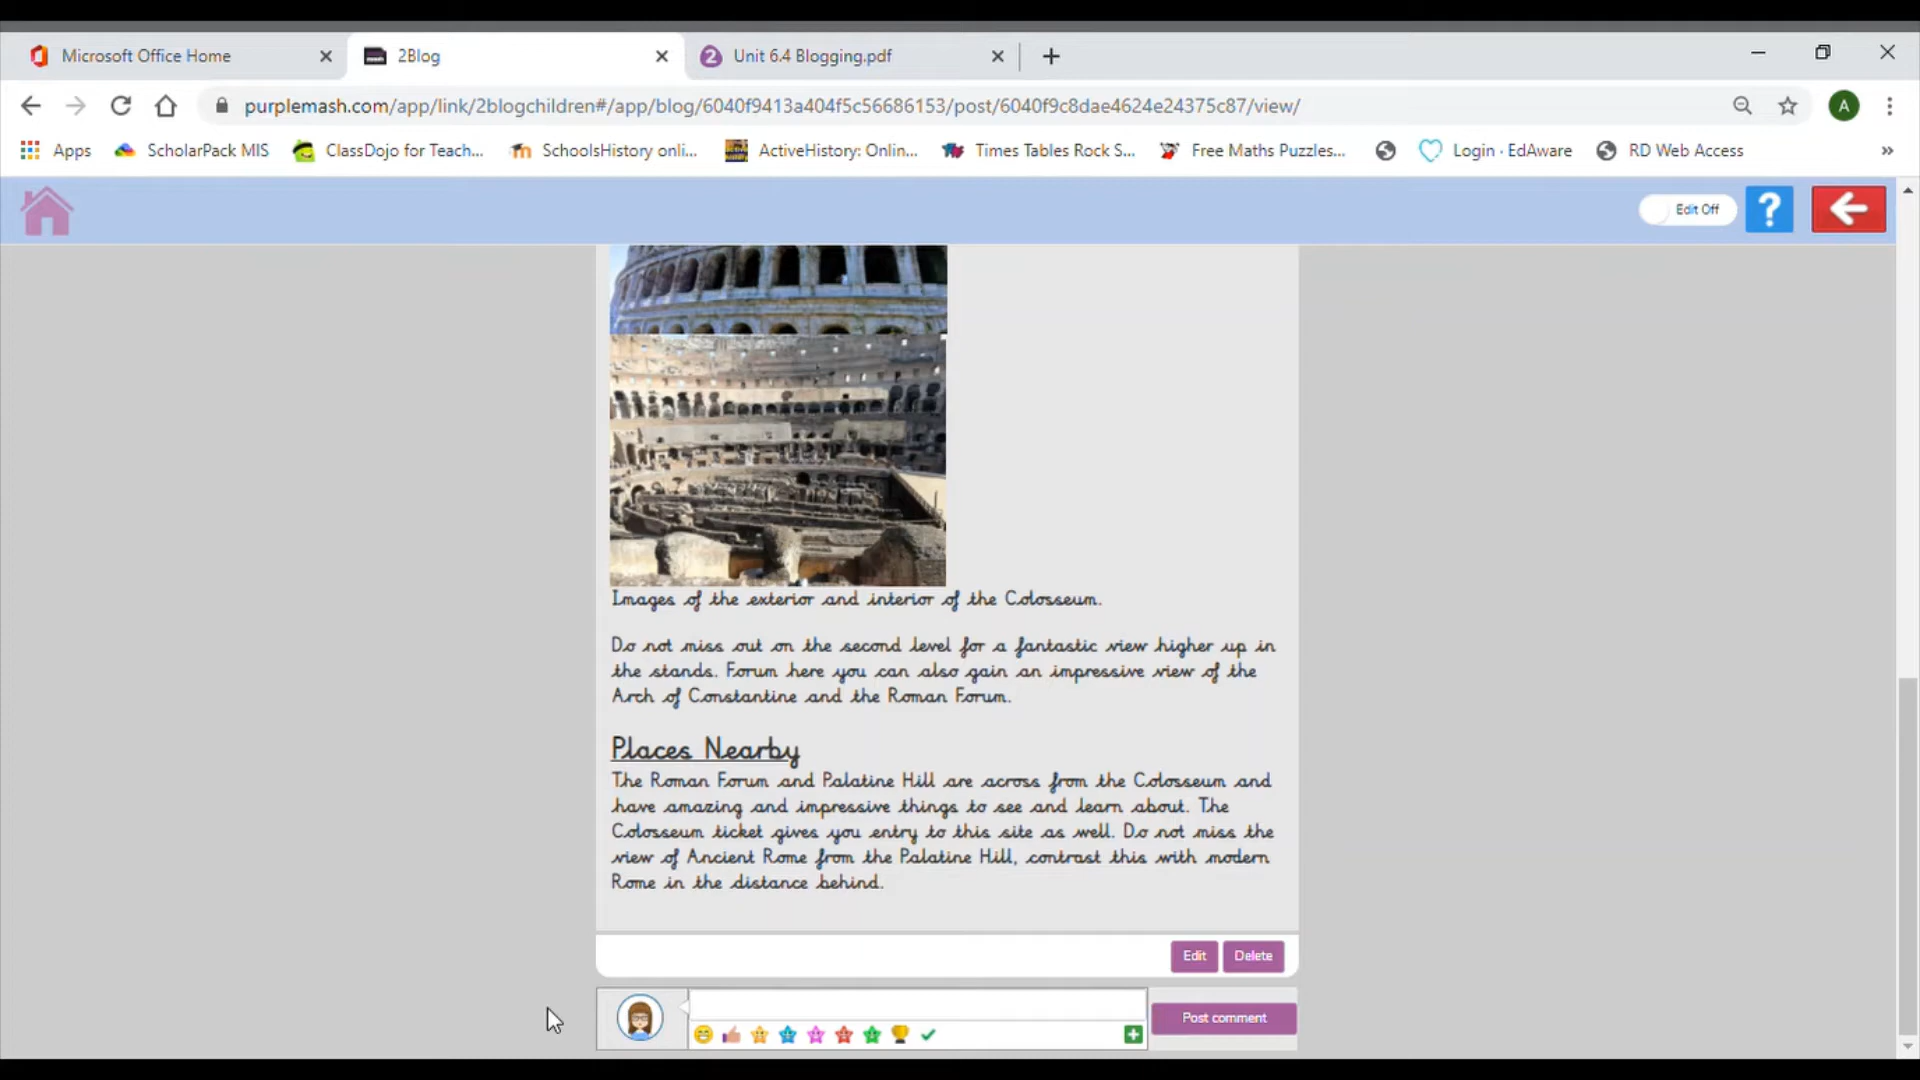 Microsoft Office Home
2Blog
Unit 6.4 Blogging.pdf
purplemash.com/app/link/2blogchildren#/app/blog/6040f9413a404f5c56686153/post/6040f9c8dae4624e24375c87/view/
A
Apps
ScholarPack MIS
ClassDojo for Teach...
SchoolsHistory onli...
ActiveHistory: Onlin...
Times Tables Rock S...
Free Maths Puzzles...
Login · EdAware
RD Web Access
»
Edit Off
?
Images of the exterior and interior of the Colosseum.
Do not miss out on the second level for a fantastic view higher up in
the stands. Forum here you can also gain an impressive view of the
Arch of Constantine and the Roman Forum.
Places Nearby
The Roman Forum and Palatine Hill are across from the Colosseum and
have amazing and impressive things to see and learn about. The
Colosseum ticket gives you entry to this site as well. Do not miss the
view of Ancient Rome from the Palatine Hill, contrast this with modern
Rome in the distance behind.
Edit
Delete
Post comment